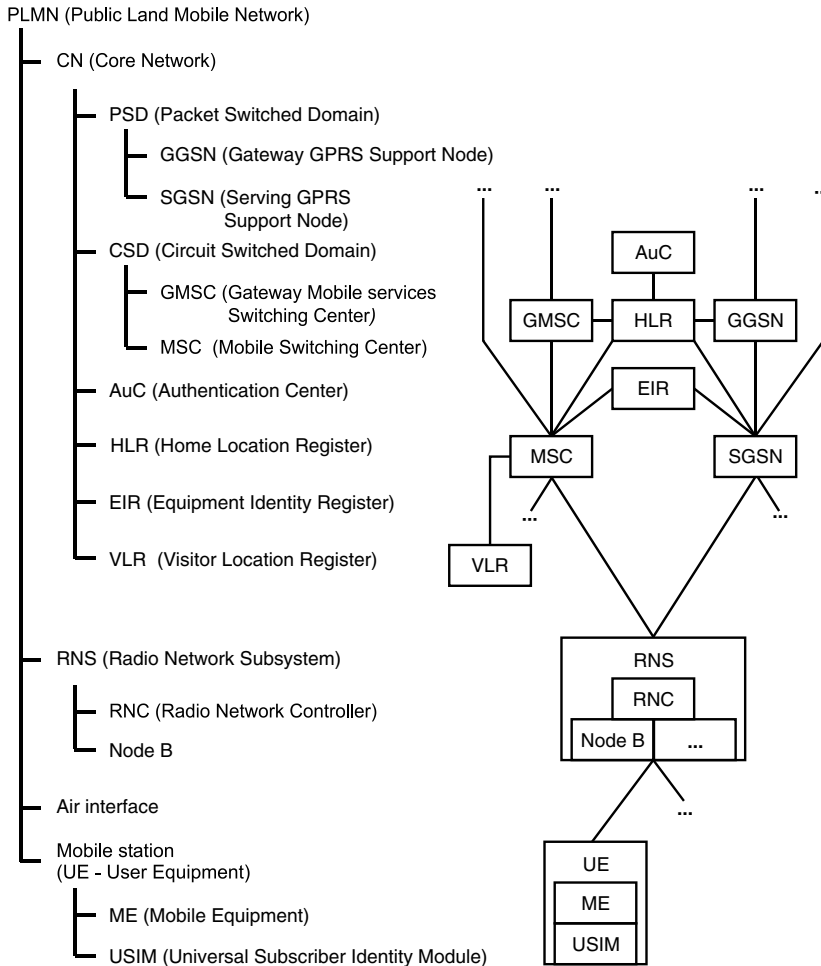 PLMN (Public Land Mobile Network)
CN (Core Network)
PSD (Packet Switched Domain)
GGSN (Gateway GPRS Support Node)
SGSN (Serving GPRS
Support Node)
CSD (Circuit Switched Domain)
GMSC (Gateway Mobile services
Switching Center)
MSC (Mobile Switching Center)
AuC (Authentication Center)
HLR (Home Location Register)
EIR (Equipment Identity Register)
VLR (Visitor Location Register)
RNS (Radio Network Subsystem)
RNC (Radio Network Controller)
Node B
Air interface
Mobile station
(UE - User Equipment)
ME (Mobile Equipment)
USIM (Universal Subscriber Identity Module)
... ... ... ...
AuC
GMSC HLR GGSN
EIR
MSC SGSN
... ...
VLR
RNS
RNC
Node B ...
...
UE
ME
USIM